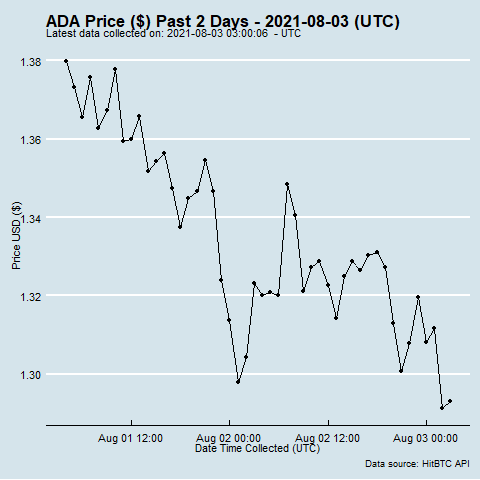 ADA Price ($) Past 2 Days - 2021-08-03 (UTC)
Latest data collected on: 2021-08-03 03:00:06 - UTC
1.38
1.36
1.34
1.32
1.30
Price USD ($)
Aug 01 12:00
Aug 02 00:00
Aug 02 12:00
Aug 03 00:00
Date Time Collected (UTC)
Data source: HitBTC API